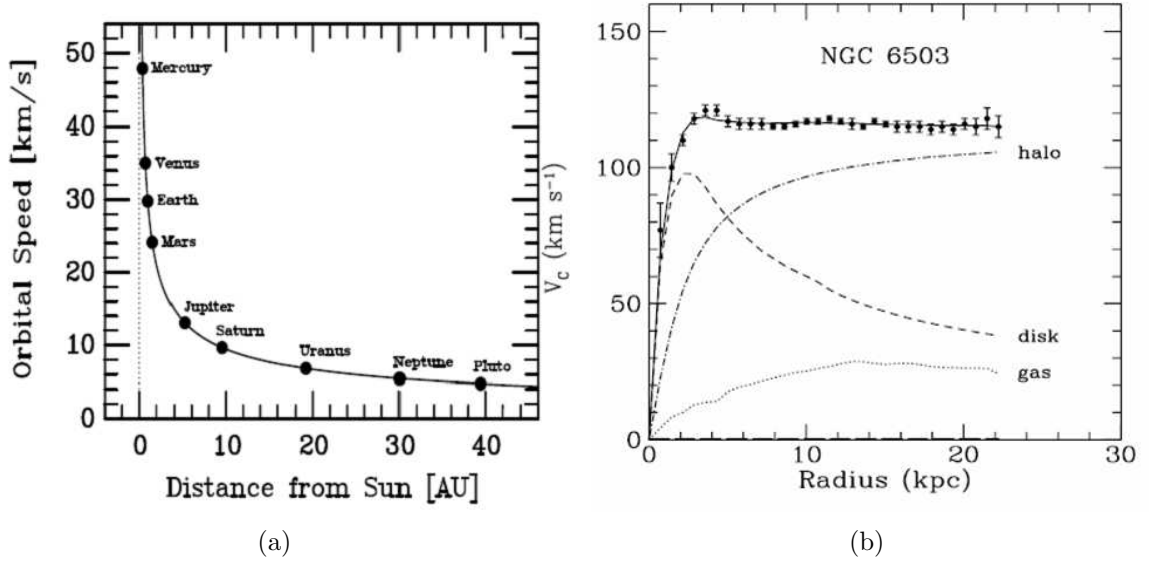 50
40
30
20
10
0
Orbital Speed [km/s]
Mercury
Venus
Earth
Mars
Jupiter
Saturn
Uranus
Neptune
Pluto
0 10 20 30 40
Distance from Sun [AU]
(a)
150
100
50
0
V_C (km s⁻¹)
NGC 6503
halo
disk
gas
0 10 20 30
Radius (kpc)
(b)